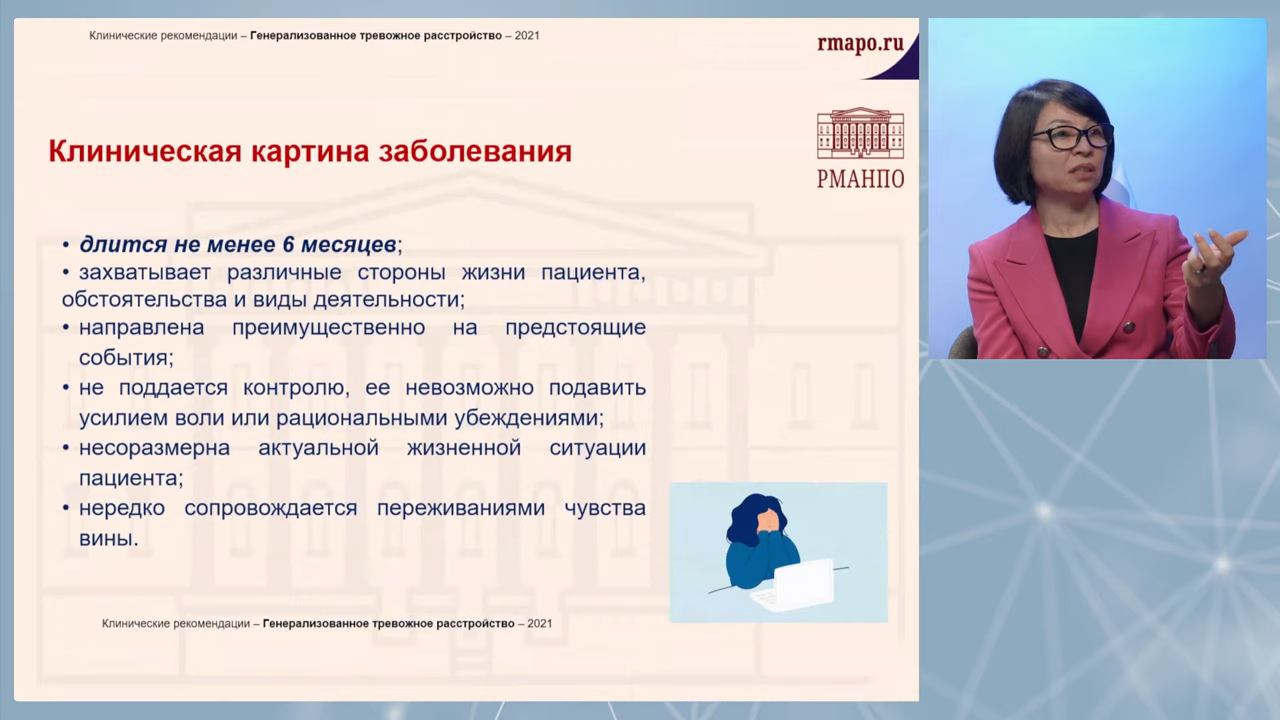 Клинические рекомендации – Генерализованное тревожное расстройство – 2021
rmapo.ru
РМАНПО
Клиническая картина заболевания
• длится не менее 6 месяцев;
• захватывает различные стороны жизни пациента,
обстоятельства и виды деятельности;
• направлена преимущественно на предстоящие
события;
• не поддается контролю, ее невозможно подавить
усилием воли или рациональными убеждениями;
• несоразмерна актуальной жизненной ситуации
пациента;
• нередко сопровождается переживаниями чувства
вины.
Клинические рекомендации – Генерализованное тревожное расстройство – 2021